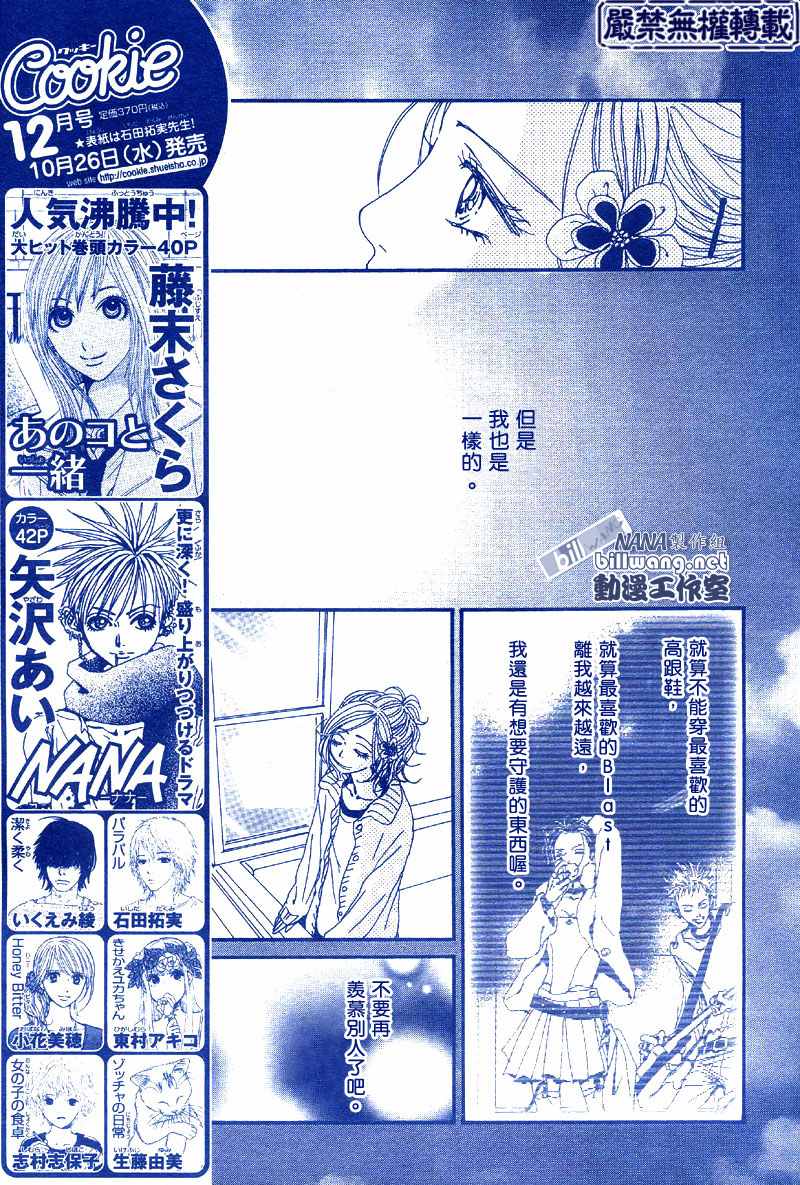 嚴禁無權轉載
クッキー
Cookie
12月号 定価370円(税込)
★表紙は石田拓実先生!
10月26日(水)発売
web site http://cookie.shueisha.co.jp
人気沸騰中!
大ヒット巻頭カラー40P
藤末さくら
あのコと
一緒
カラー
42P
更に深く!盛り上がりつづけるドラマ
矢沢あい
NANA
ーナナー
潔く柔く
いくえみ綾
パラパル
石田拓実
Honey Bitter
小花美穂
きせかえユカちゃん
東村アキコ
女の子の食卓
志村志保子
ゾッチャの日常
生藤由美
但是
我也是
一樣的。
bill
NANA製作組
billwang.net
動漫工作室
就算不能穿最喜歡的
高跟鞋,
就算最喜歡的Blast
離我越來越遠,
我還是有想要守護的東西喔。
不要再
羨慕別人了吧。